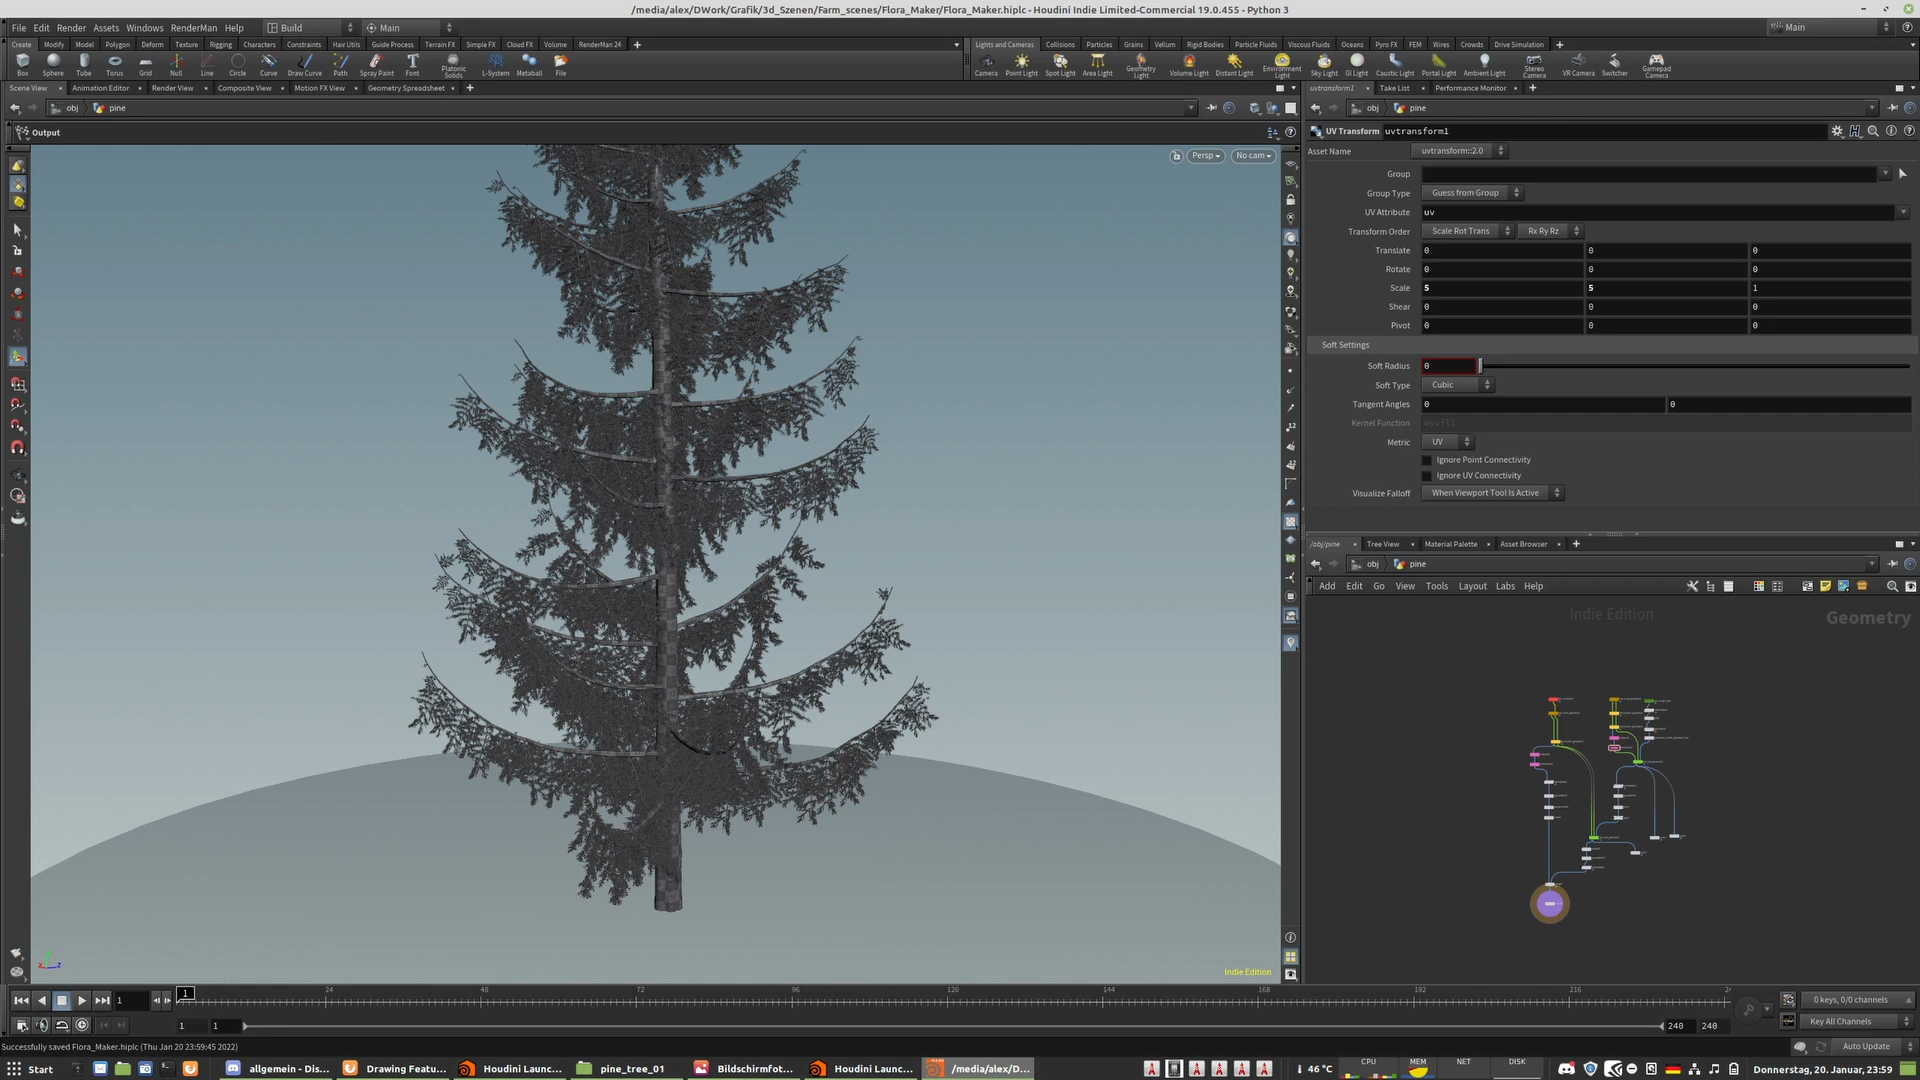 /media/alex/DWork/Grafik/3d_Szenen/Farm_scenes/Flora_Maker/Flora_Maker.hiplc - Houdini Indie Limited-Commercial 19.0.455 - Python 3
File Edit Render Assets Windows RenderMan Help Build Main Main
Create Modify Model Polygon Deform Texture Rigging Characters Constraints Hair Utils Guide Process Terrain FX Simple FX Cloud FX Volume RenderMan 24
Lights and Cameras Collisions Particles Grains Vellum Rigid Bodies Particle Fluids Viscous Fluids Oceans Pyro FX FEM Wires Crowds Drive Simulation
Box Sphere Tube Torus Grid Null Line Circle Curve Draw Curve Path Spray Paint Font Platonic Solids L-System Metaball File
Camera Point Light Spot Light Area Light Geometry Light Volume Light Distant Light Environment Light Sky Light GI Light Caustic Light Portal Light Ambient Light Stereo Camera VR Camera Switcher Gamepad Camera
Scene View Animation Editor Render View Composite View Motion FX View Geometry Spreadsheet
uvtransform1 Take List Performance Monitor
obj pine
obj pine
Output
Persp No cam
UV Transform uvtransform1
Asset Name uvtransform::2.0
Group
Group Type Guess from Group
UV Attribute uv
Transform Order Scale Rot Trans Rx Ry Rz
Translate 0 0 0
Rotate 0 0 0
Scale 5 5 1
Shear 0 0 0
Pivot 0 0 0
Soft Settings
Soft Radius 0
Soft Type Cubic
Tangent Angles 0 0
Kernel Function wyvill
Metric UV
Ignore Point Connectivity
Ignore UV Connectivity
Visualize Falloff When Viewport Tool Is Active
/obj/pine Tree View Material Palette Asset Browser
obj pine
Add Edit Go View Tools Layout Labs Help
Indie Edition
Geometry
Indie Edition
1 1 24 48 72 96 120 144 168 192 216
0 keys, 0/0 channels
1 1 240 240
Key All Channels
Successfully saved Flora_Maker.hiplc (Thu Jan 20 23:59:45 2022)
Auto Update
Start allgemein - Dis... Drawing Featu... Houdini Launc... pine_tree_01 Bildschirmfot... Houdini Launc... /media/alex/D...
46 °C CPU MEM NET DISK
Donnerstag, 20. Januar, 23:59